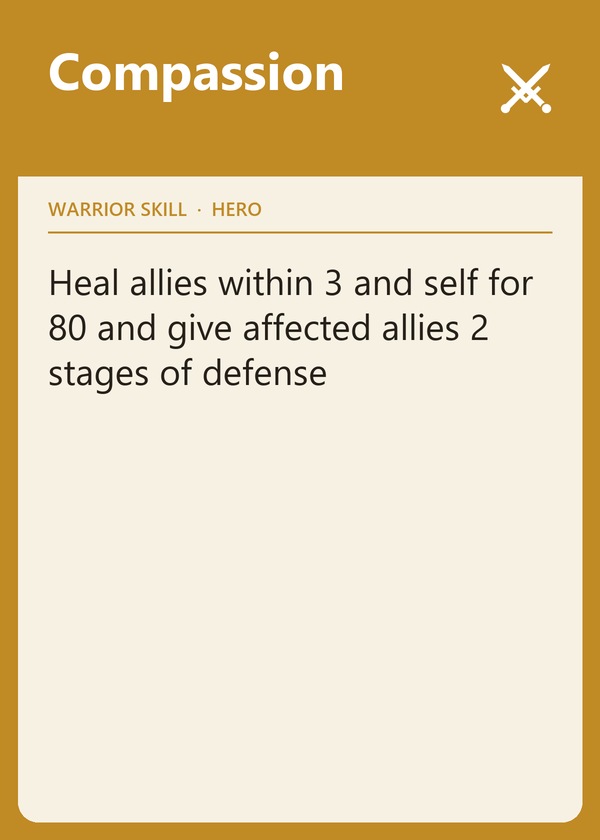 Compassion
WARRIOR SKILL · HERO
Heal allies within 3 and self for
80 and give affected allies 2
stages of defense